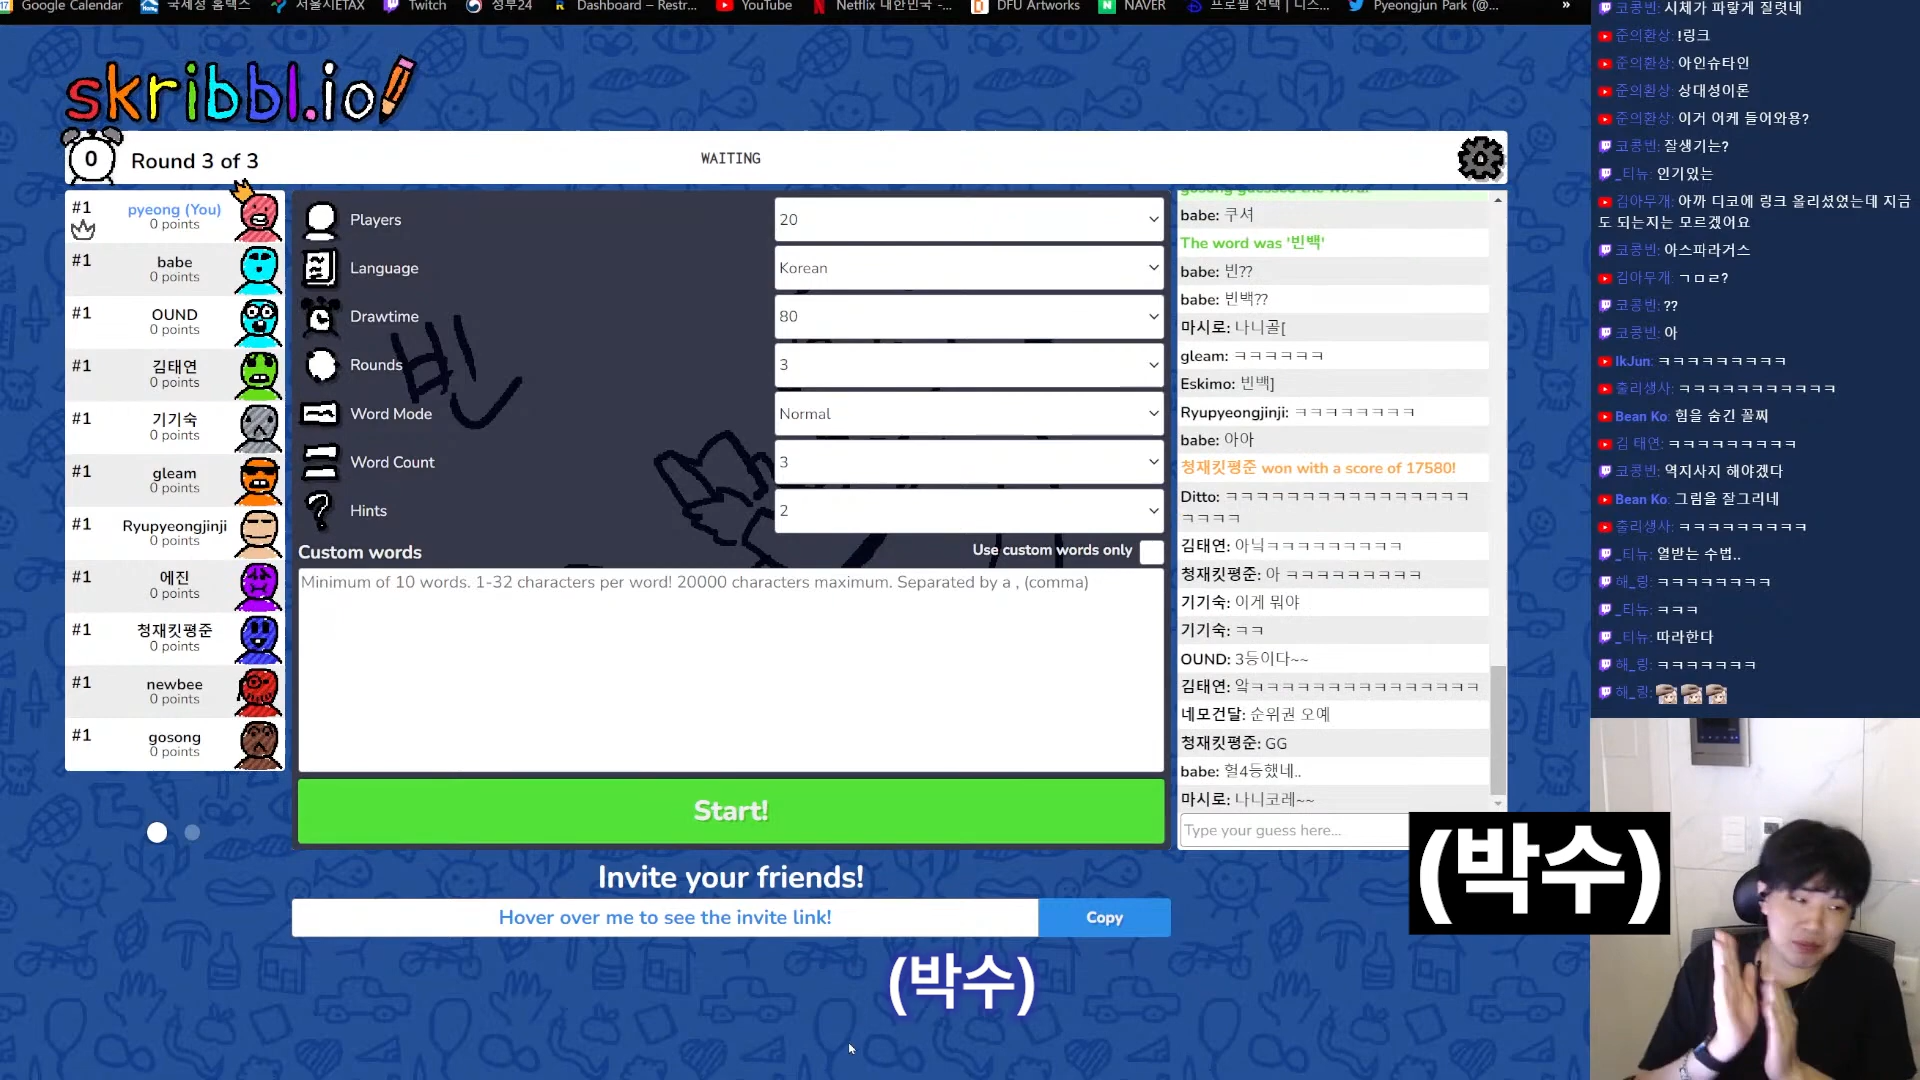 Google Calendar 국세청 홈택스 서울시ETAX Twitch 정부24 Dashboard – Restr... YouTube Netflix 대한민국 -... DFU Artworks NAVER 프로필 선택 | 디스... Pyeongjun Park (@... »
skribbl.io
0 Round 3 of 3 WAITING
#1 pyeong (You)
0 points
#1 babe
0 points
#1 OUND
0 points
#1 김태연
0 points
#1 기기숙
0 points
#1 gleam
0 points
#1 Ryupyeongjinji
0 points
#1 에진
0 points
#1 청재킷평준
0 points
#1 newbee
0 points
#1 gosong
0 points
Players 20
Language Korean
Drawtime 80
Rounds 3
Word Mode Normal
Word Count 3
Hints 2
빈
Custom words Use custom words only
Minimum of 10 words. 1-32 characters per word! 20000 characters maximum. Separated by a , (comma)
Start!
Invite your friends!
Hover over me to see the invite link! Copy
(박수)
gosong guessed the word!
babe: 쿠셔
The word was '빈백'
babe: 빈??
babe: 빈백??
마시로: 나니골[
gleam: ㅋㅋㅋㅋㅋㅋ
Eskimo: 빈백]
Ryupyeongjinji: ㅋㅋㅋㅋㅋㅋㅋㅋ
babe: 아아
청재킷평준 won with a score of 17580!
Ditto: ㅋㅋㅋㅋㅋㅋㅋㅋㅋㅋㅋㅋㅋㅋㅋㅋ
ㅋㅋㅋㅋ
김태연: 아닠ㅋㅋㅋㅋㅋㅋㅋㅋㅋ
청재킷평준: 아 ㅋㅋㅋㅋㅋㅋㅋㅋㅋ
기기숙: 이게 뭐야
기기숙: ㅋㅋ
OUND: 3등이다~~
김태연: 앜ㅋㅋㅋㅋㅋㅋㅋㅋㅋㅋㅋㅋㅋㅋㅋ
네모건달: 순위권 오예
청재킷평준: GG
babe: 헐4등했네..
마시로: 나니코레~~
Type your guess here...
(박수)
코콩빈: 시체가 파랗게 질렷네
준의환상: !링크
준의환상: 아인슈타인
준의환상: 상대성이론
준의환상: 이거 어케 들어와용?
코콩빈: 잘생기는?
_티뉴: 인기있는
김아무개: 아까 디코에 링크 올리셨었는데 지금
도 되는지는 모르겠어요
코콩빈: 아스파라거스
김아무개: ㄱㅁㄹ?
코콩빈: ??
코콩빈: 아
IkJun: ㅋㅋㅋㅋㅋㅋㅋㅋㅋ
출리생사: ㅋㅋㅋㅋㅋㅋㅋㅋㅋㅋㅋ
Bean Ko: 힘을 숨긴 꼴찌
김 태연: ㅋㅋㅋㅋㅋㅋㅋㅋㅋ
코콩빈: 역지사지 해야겠다
Bean Ko: 그림을 잘그리네
출리생사: ㅋㅋㅋㅋㅋㅋㅋㅋㅋ
_티뉴: 열받는 수법..
해_링: ㅋㅋㅋㅋㅋㅋㅋㅋ
_티뉴: ㅋㅋㅋ
_티뉴: 따라한다
해_링: ㅋㅋㅋㅋㅋㅋㅋ
해_링: